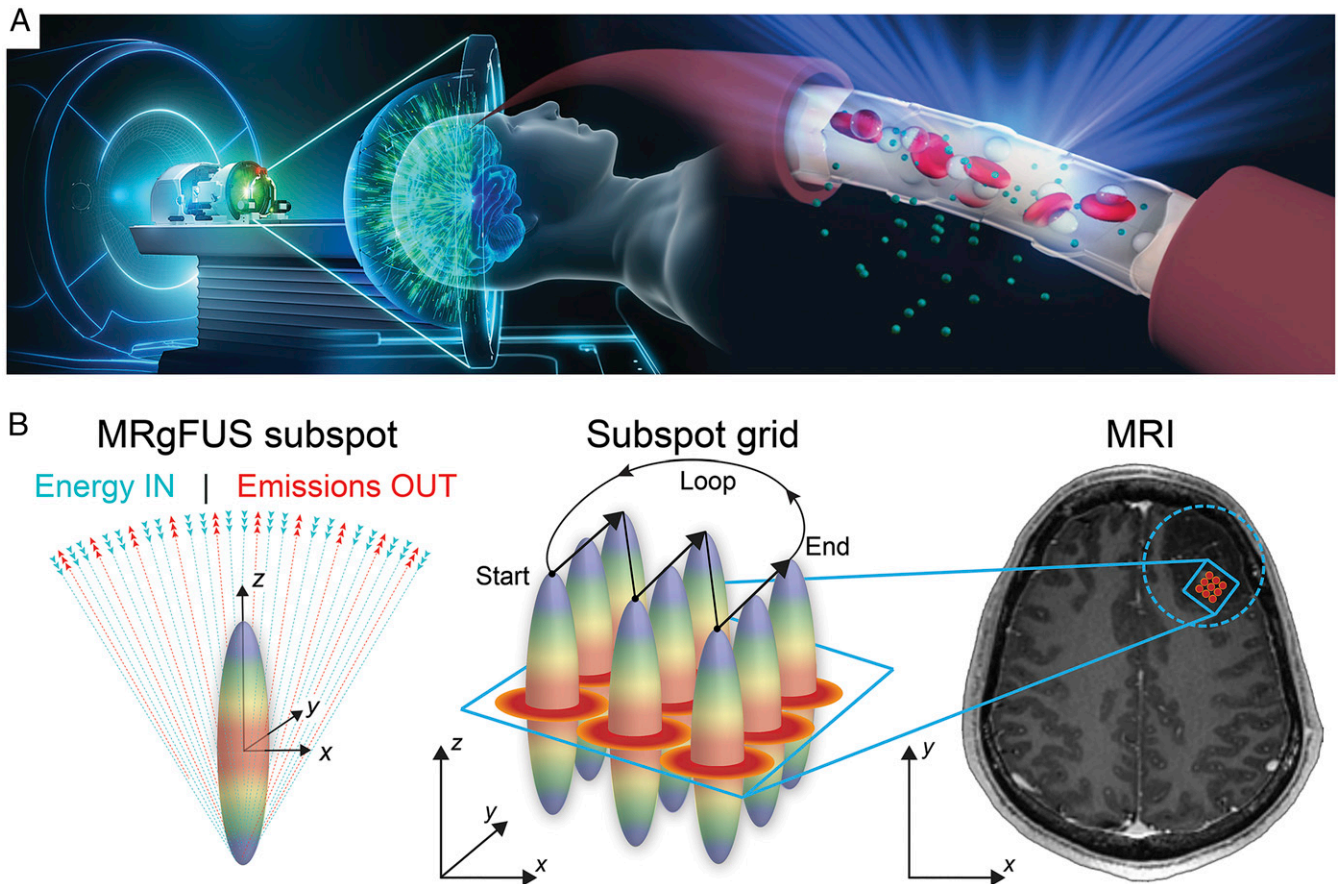 A
B
MRgFUS subspot
Energy IN | Emissions OUT
z
y
x
Subspot grid
Loop
Start
End
z
y
x
MRI
y
x